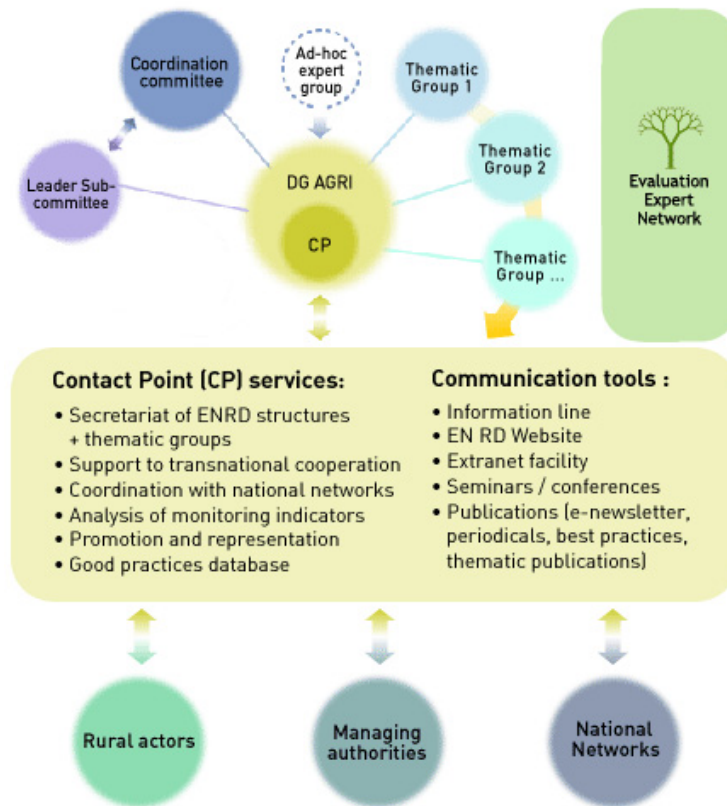 Coordination
committee
Ad-hoc
expert
group
Thematic
Group 1
Leader Sub-
committee
DG AGRI
CP
Thematic
Group 2
Thematic
Group ...
Evaluation
Expert
Network
Contact Point (CP) services:
• Secretariat of ENRD structures
+ thematic groups
• Support to transnational cooperation
• Coordination with national networks
• Analysis of monitoring indicators
• Promotion and representation
• Good practices database
Communication tools :
• Information line
• EN RD Website
• Extranet facility
• Seminars / conferences
• Publications (e-newsletter,
periodicals, best practices,
thematic publications)
Rural actors
Managing
authorities
National
Networks